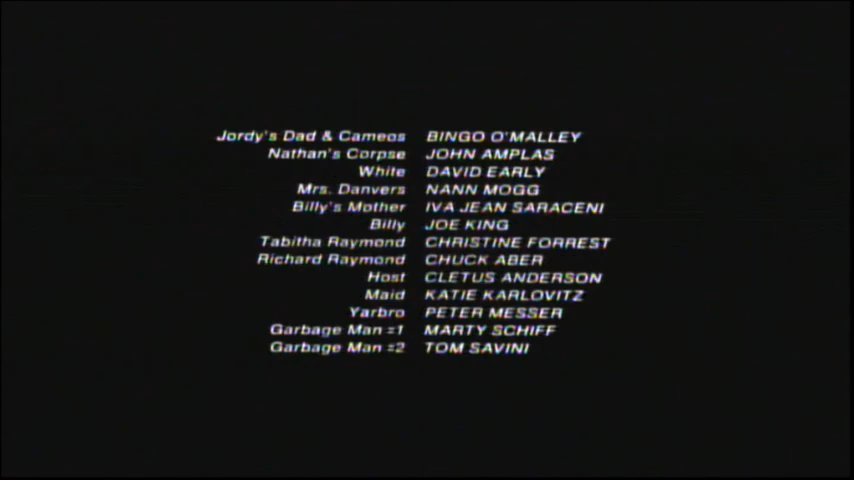 Jordy's Dad & Cameos BINGO O'MALLEY
Nathan's Corpse JOHN AMPLAS
White DAVID EARLY
Mrs. Danvers NANN MOGG
Billy's Mother IVA JEAN SARACENI
Billy JOE KING
Tabitha Raymond CHRISTINE FORREST
Richard Raymond CHUCK ABER
Host CLETUS ANDERSON
Maid KATIE KARLOVITZ
Yarbro PETER MESSER
Garbage Man #1 MARTY SCHIFF
Garbage Man #2 TOM SAVINI